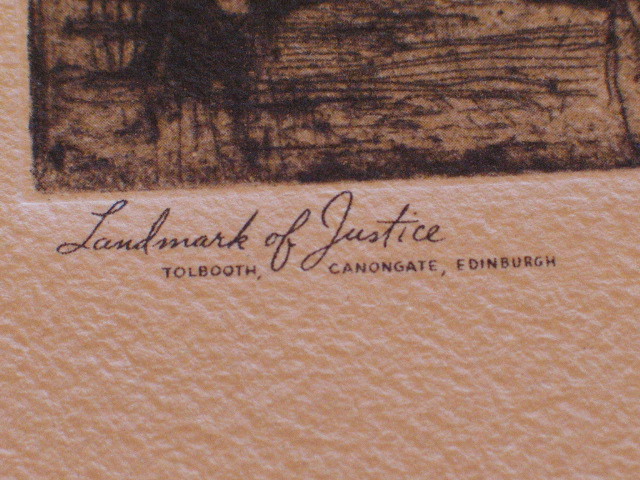 Landmark of Justice
TOLBOOTH, CANONGATE, EDINBURGH